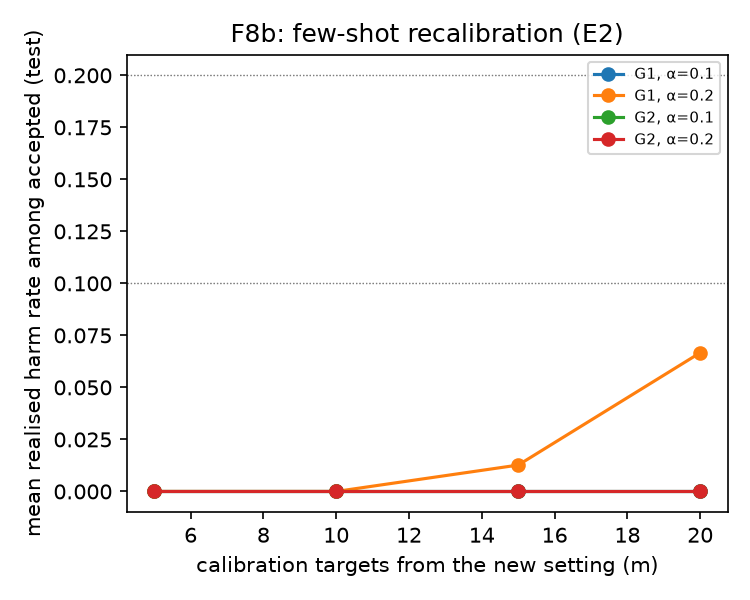 F8b: few-shot recalibration (E2)
mean realised harm rate among accepted (test)
0.200
0.175
0.150
0.125
0.100
0.075
0.050
0.025
0.000
G1, α=0.1
G1, α=0.2
G2, α=0.1
G2, α=0.2
6 8 10 12 14 16 18 20
calibration targets from the new setting (m)